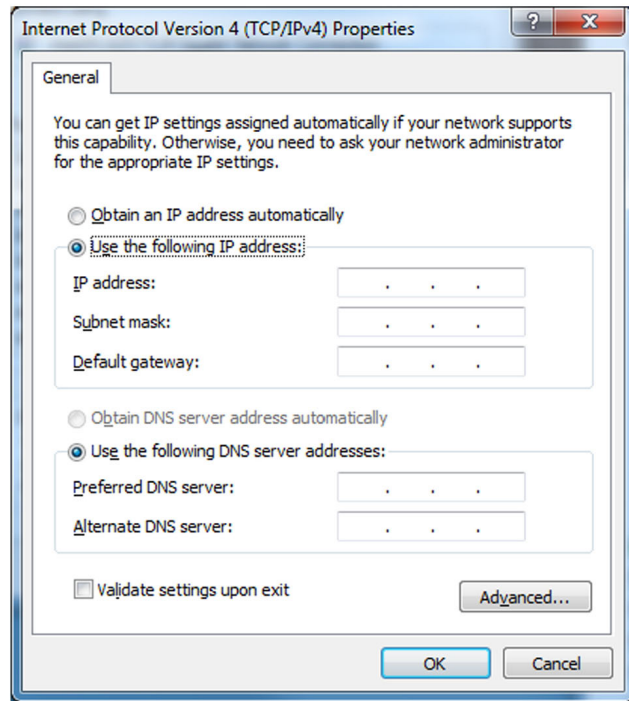 Internet Protocol Version 4 (TCP/IPv4) Properties
General
You can get IP settings assigned automatically if your network supports
this capability. Otherwise, you need to ask your network administrator
for the appropriate IP settings.
Obtain an IP address automatically
Use the following IP address:
IP address:
Subnet mask:
Default gateway:
Obtain DNS server address automatically
Use the following DNS server addresses:
Preferred DNS server:
Alternate DNS server:
Validate settings upon exit
Advanced...
OK Cancel